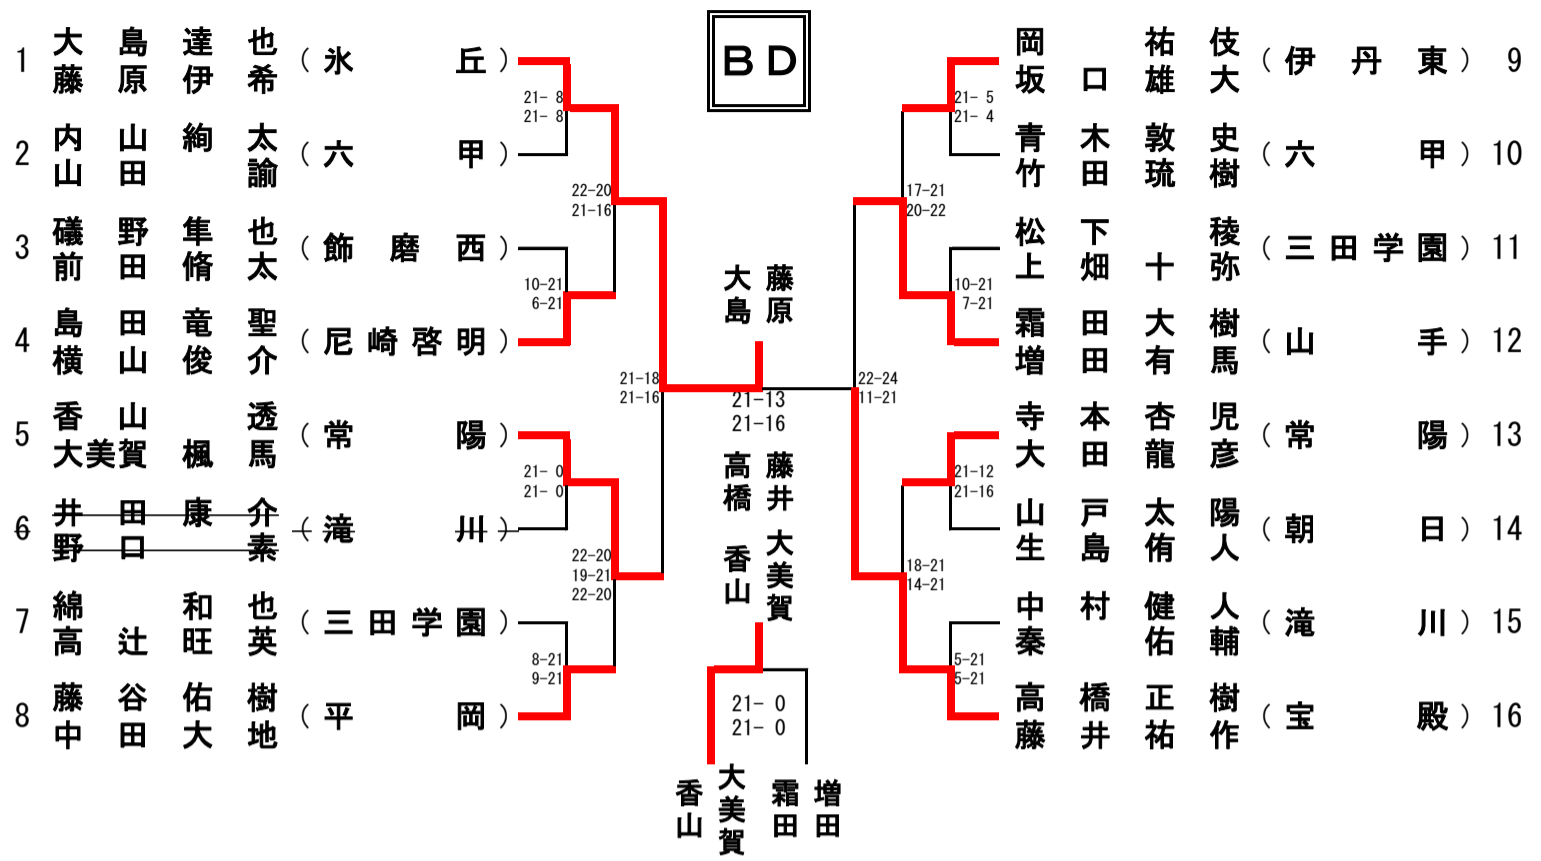 BD
1 大島達也 藤原伊希 (氷丘)
2 内山絢太 山田諭 (六甲)
3 礒野隼也 前田脩太 (飾磨西)
4 島田竜聖 横山俊介 (尼崎啓明)
5 香山透 大美賀楓馬 (常陽)
6 井田康介 野口素 (滝川)
7 綿和也 高辻旺英 (三田学園)
8 藤谷佑樹 中田大地 (平岡)
21- 8
21- 8
10-21
6-21
21- 0
21- 0
8-21
9-21
22-20
21-16
22-20
19-21
22-20
21-18
21-16
大島 藤原
21-13
21-16
高橋 藤井
香山 大美賀
21- 0
21- 0
香山 大美賀 霜田 増田
22-24
11-21
17-21
20-22
18-21
14-21
21- 5
21- 4
10-21
7-21
21-12
21-16
5-21
5-21
岡祐伎 坂口雄大 (伊丹東) 9
青木敦史 竹田琉樹 (六甲) 10
松下稜 上畑十弥 (三田学園) 11
霜田大樹 増田有馬 (山手) 12
寺本杏児 大田龍彦 (常陽) 13
山戸太陽 生島侑人 (朝日) 14
中村健人 秦佑輔 (滝川) 15
高橋正樹 藤井祐作 (宝殿) 16